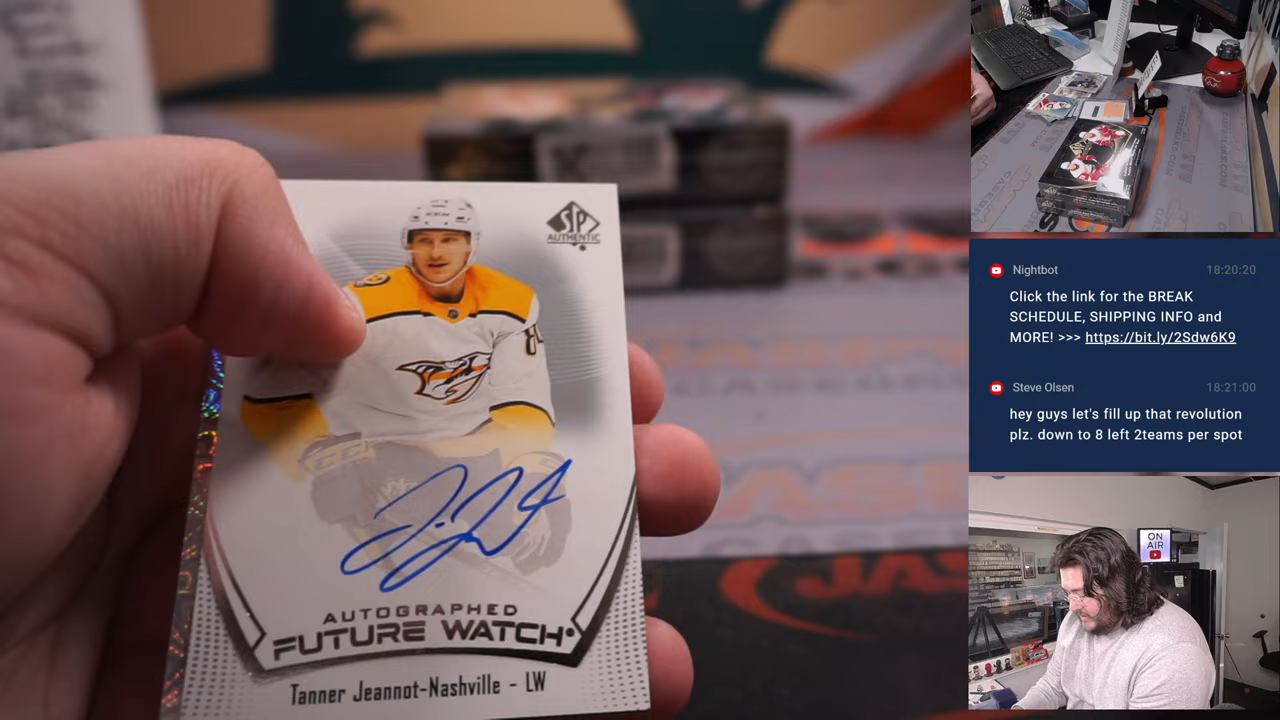 SP
AUTHENTIC
8
AUTOGRAPHED
FUTURE WATCH
Tanner Jeannot-Nashville - LW
JAS
Nightbot 18:20:20
Click the link for the BREAK
SCHEDULE, SHIPPING INFO and
MORE! >>> https://bit.ly/2Sdw6K9
Steve Olsen 18:21:00
hey guys let's fill up that revolution
plz. down to 8 left 2teams per spot
ON
AIR